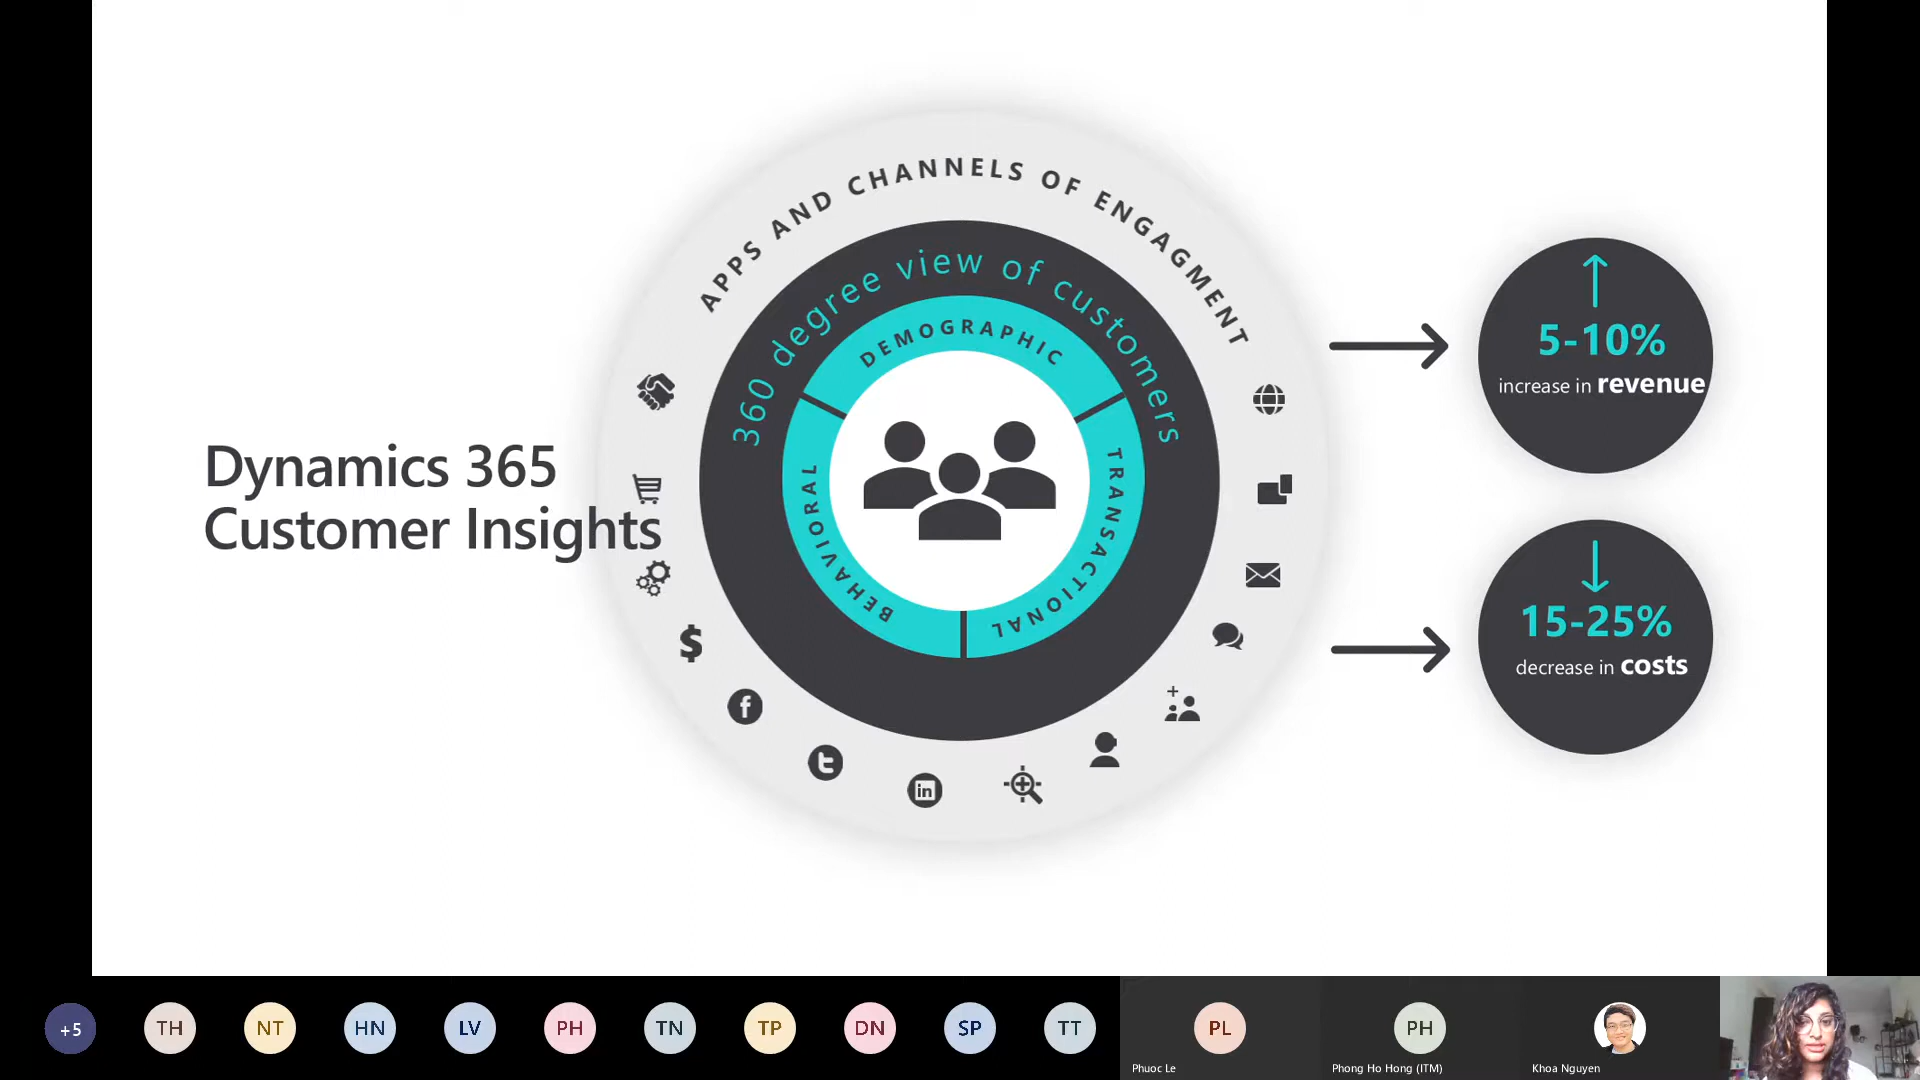 Dynamics 365
Customer Insights
APPS AND CHANNELS OF ENGAGMENT
360 degree view of customers
DEMOGRAPHIC
TRANSACTIONAL
BEHAVIORAL
$
f
t
in
5-10%
increase in revenue
15-25%
decrease in costs
+5
TH
NT
HN
LV
PH
TN
TP
DN
SP
TT
PL
PH
Phuoc Le
Phong Ho Hong (ITM)
Khoa Nguyen